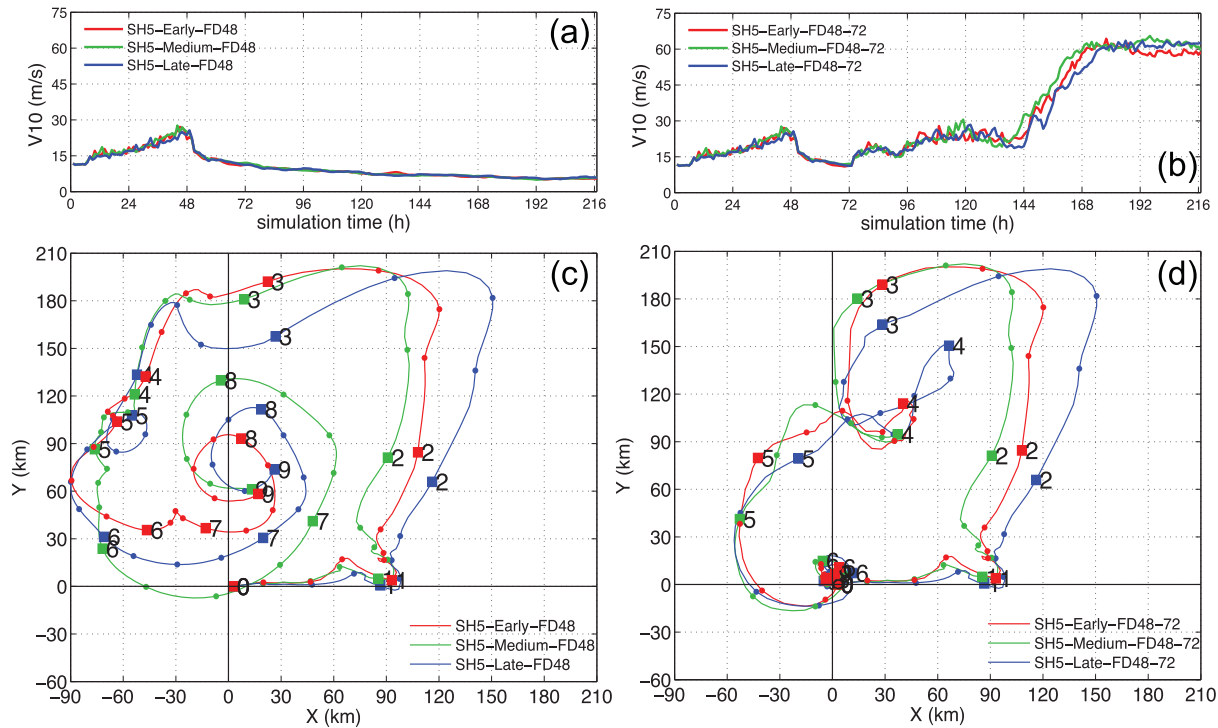 (a)
SH5-Early-FD48
SH5-Medium-FD48
SH5-Late-FD48
V10 (m/s)
75
60
45
30
15
0
0 24 48 72 96 120 144 168 192 216
simulation time (h)
(b)
SH5-Early-FD48-72
SH5-Medium-FD48-72
SH5-Late-FD48-72
V10 (m/s)
75
60
45
30
15
0
0 24 48 72 96 120 144 168 192 216
simulation time (h)
(c)
Y (km)
210
180
150
120
90
60
30
0
-30
-60
3
3
3
4
4
8
5
5
8
8
5
2
2
9
2
9
9
6
7
7
7
6
6
0
1
1
SH5-Early-FD48
SH5-Medium-FD48
SH5-Late-FD48
-90 -60 -30 0 30 60 90 120 150 180 210
X (km)
(d)
Y (km)
210
180
150
120
90
60
30
0
-30
-60
3
3
3
4
4
4
5
5
5
2
2
2
6
6
1
1
SH5-Early-FD48-72
SH5-Medium-FD48-72
SH5-Late-FD48-72
-90 -60 -30 0 30 60 90 120 150 180 210
X (km)